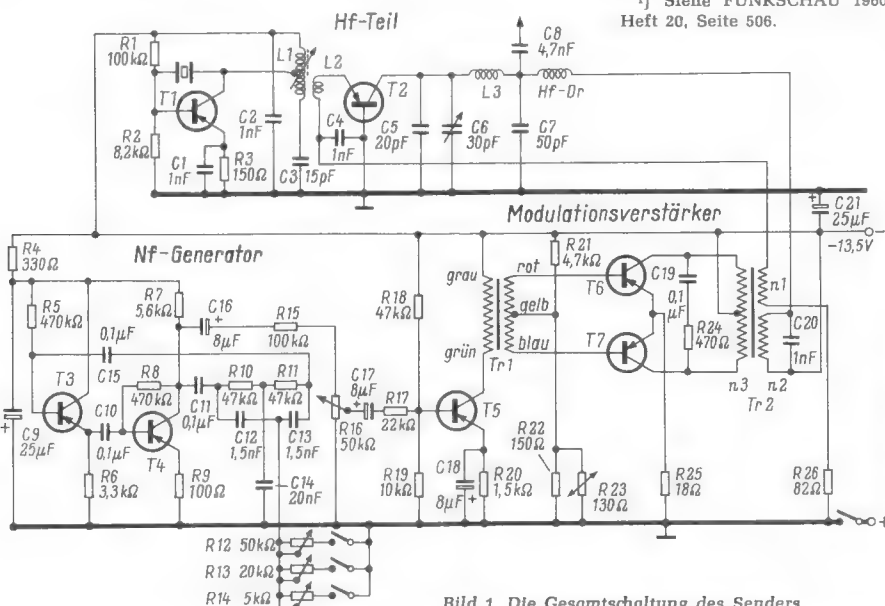 ¹) Siehe FUNKSCHAU 1960
Heft 20, Seite 506.
Hf-Teil
R1
100kΩ
T1
R2
8,2kΩ
C1
1nF
R3
150Ω
C2
1nF
L1
L2
C3 15pF
C4
1nF
T2
C5
20pF
C6
30pF
L3
C8
4,7nF
Hf-Dr
C7
50pF
C21
25µF
-13,5V
Nf-Generator
Modulationsverstärker
R4
330Ω
R5
470kΩ
0,1µF
C15
R7
5,6kΩ
C16
8µF
R15
100kΩ
T3
C9
25µF
C10
0,1µF
R8
470kΩ
T4
R6
3,3kΩ
R9
100Ω
C11
0,1µF
R10
47kΩ
R11
47kΩ
C12
1,5nF
C13
1,5nF
C14
20nF
R16
50kΩ
C17
8µF
R17
22kΩ
R18
47kΩ
R19
10kΩ
T5
C18
8µF
R20
1,5kΩ
grau
grün
Tr1
rot
gelb
blau
R21
4,7kΩ
R22
150Ω
R23
130Ω
T6
T7
C19
0,1
µF
R24
470Ω
R25
18Ω
n1
n2
n3
Tr2
C20
1nF
R26
82Ω
+
R12 50kΩ
R13 20kΩ
R14 5kΩ
Bild 1. Die Gesamtschaltung des Senders